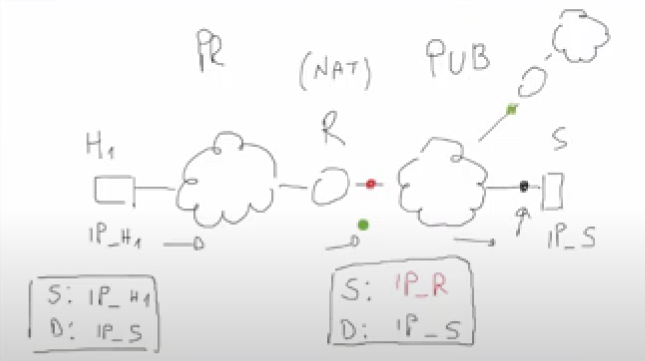 PR
(NAT)
PUB
H1
R
S
IP_H1
IP_S
S: IP_H1
D: IP_S
S: IP_R
D: IP_S